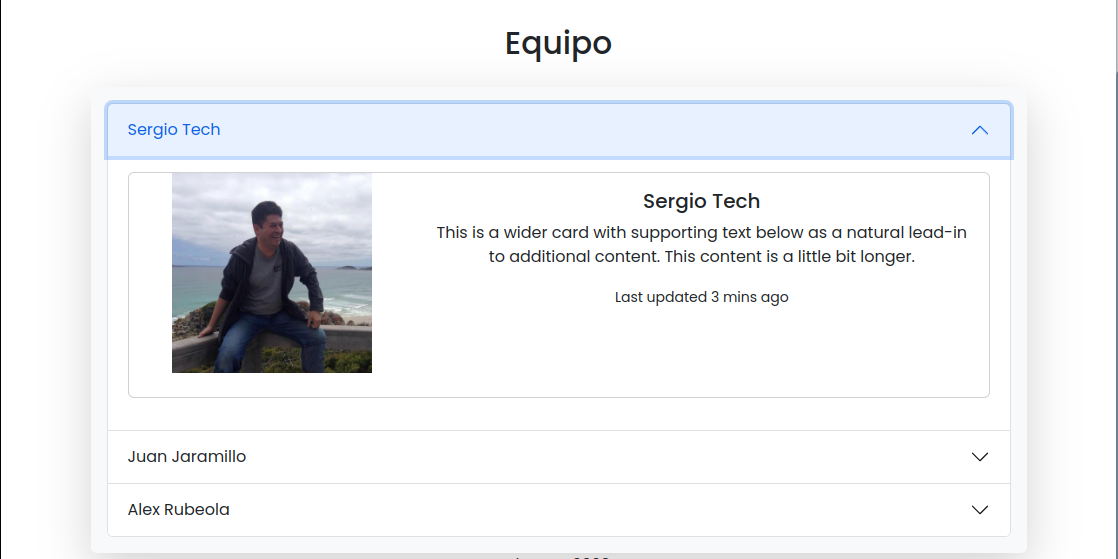 Equipo
Sergio Tech
Sergio Tech
This is a wider card with supporting text below as a natural lead-in
to additional content. This content is a little bit longer.
Last updated 3 mins ago
Juan Jaramillo
Alex Rubeola